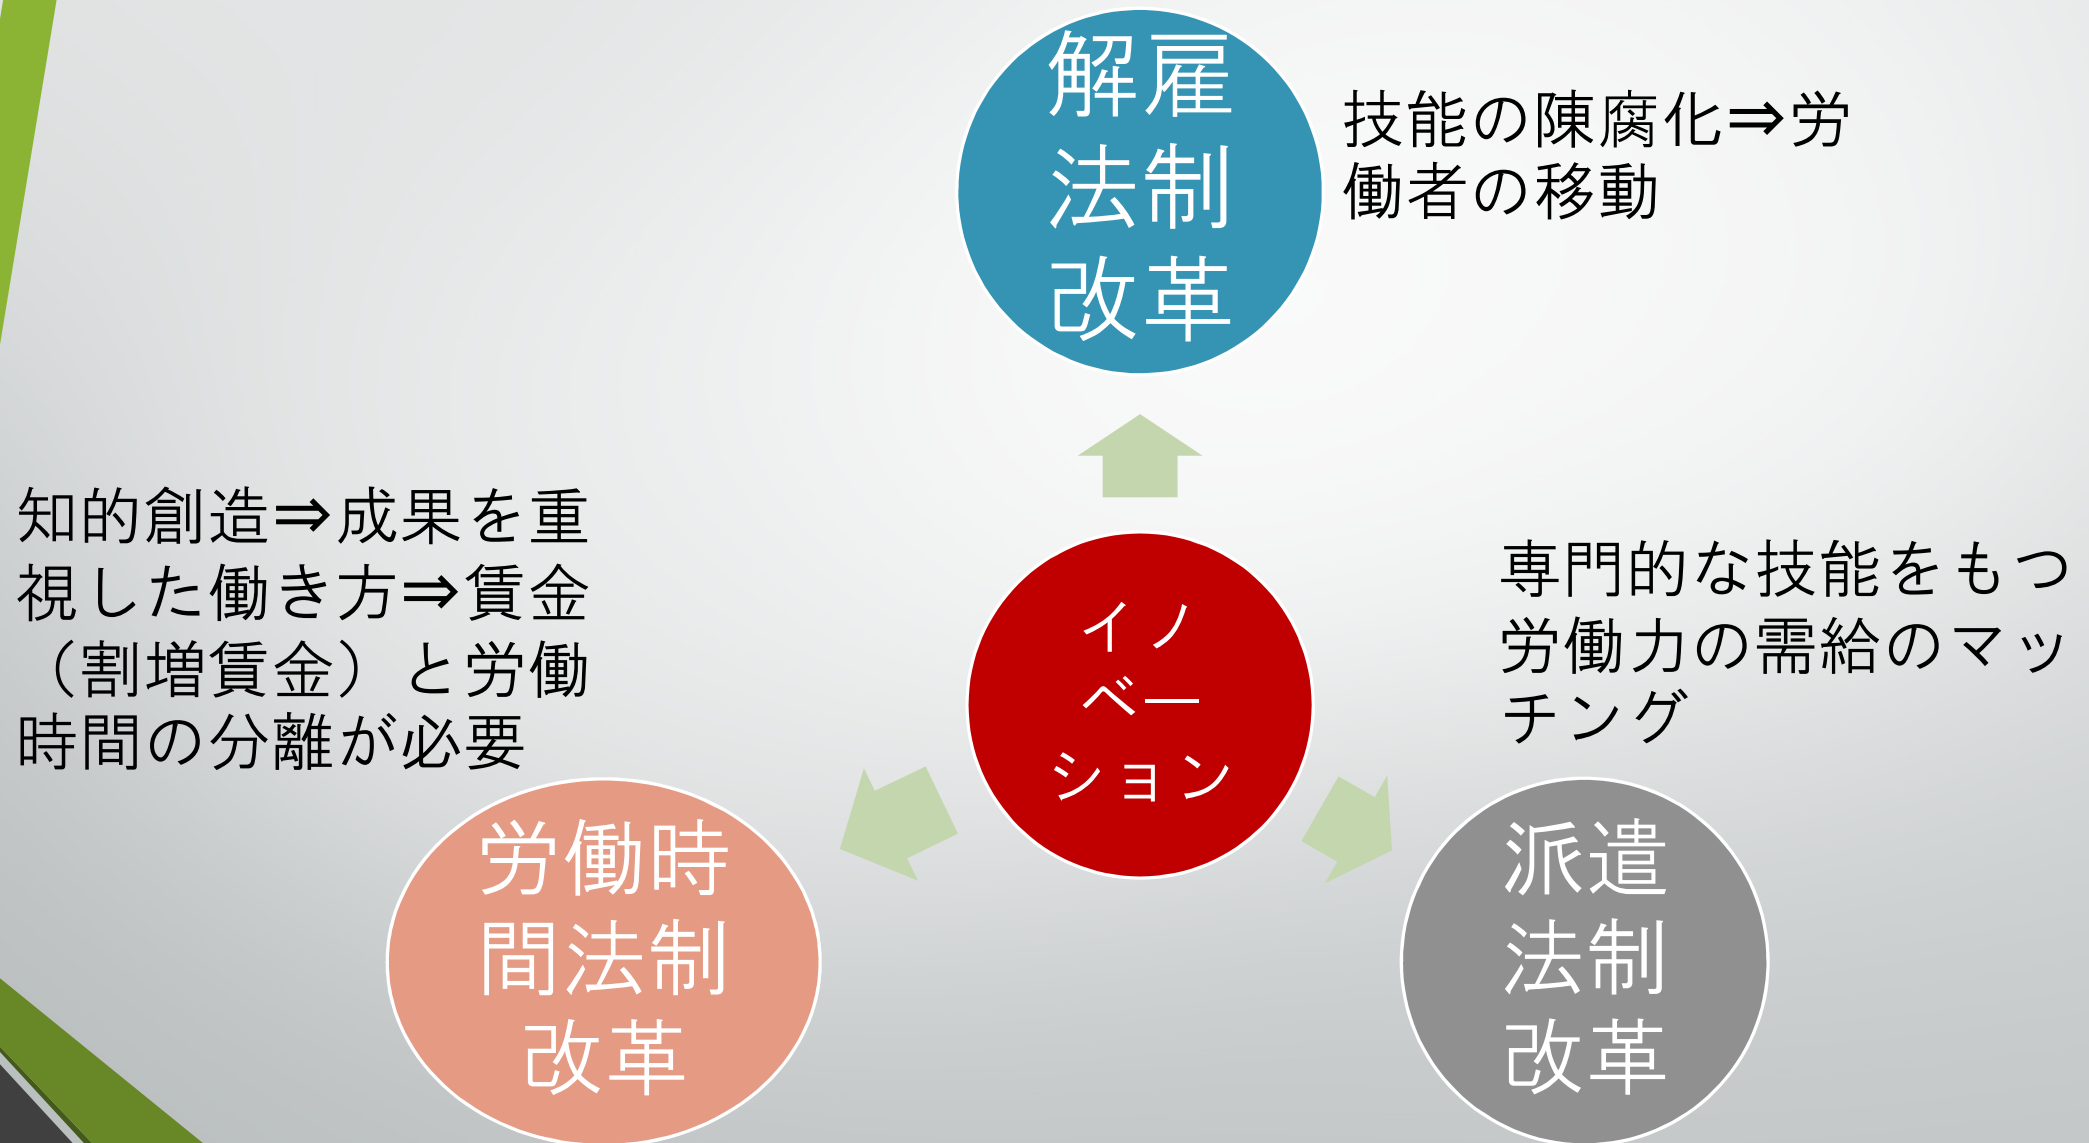 解雇
法制
改革
技能の陳腐化⇒労
働者の移動
知的創造⇒成果を重
視した働き方⇒賃金
（割増賃金）と労働
時間の分離が必要
イノ
ベー
ション
専門的な技能をもつ
労働力の需給のマッ
チング
労働時
間法制
改革
派遣
法制
改革